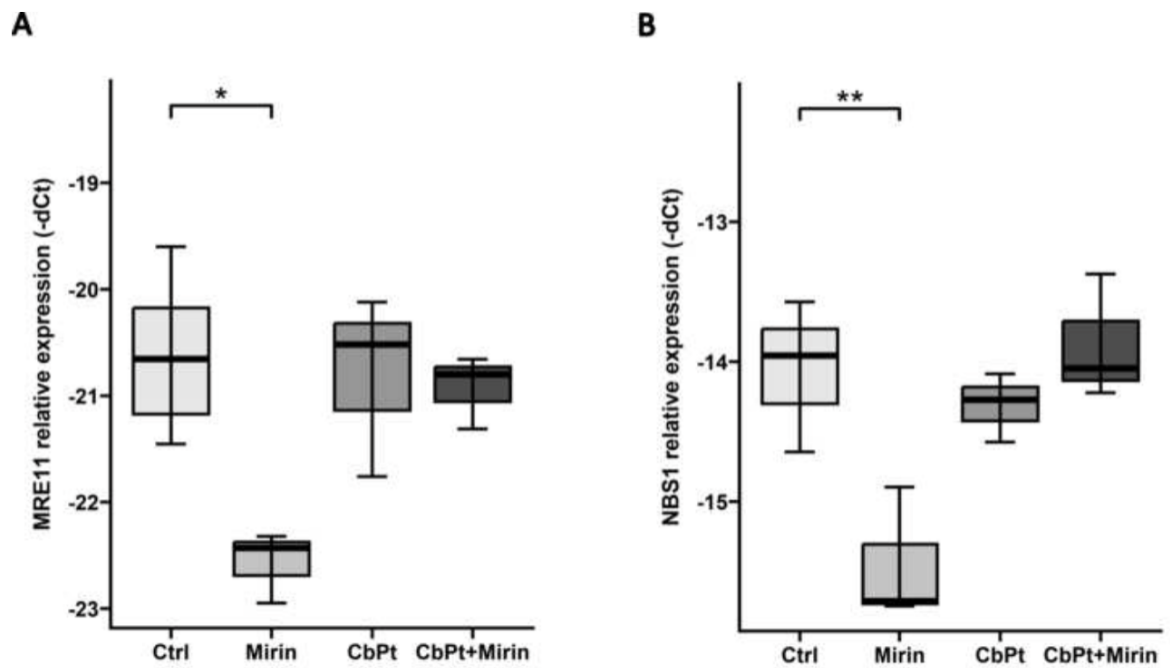 A
MRE11 relative expression (-dCt)
-19
-20
-21
-22
-23
*
Ctrl Mirin CbPt CbPt+Mirin
B
NBS1 relative expression (-dCt)
-13
-14
-15
**
Ctrl Mirin CbPt CbPt+Mirin